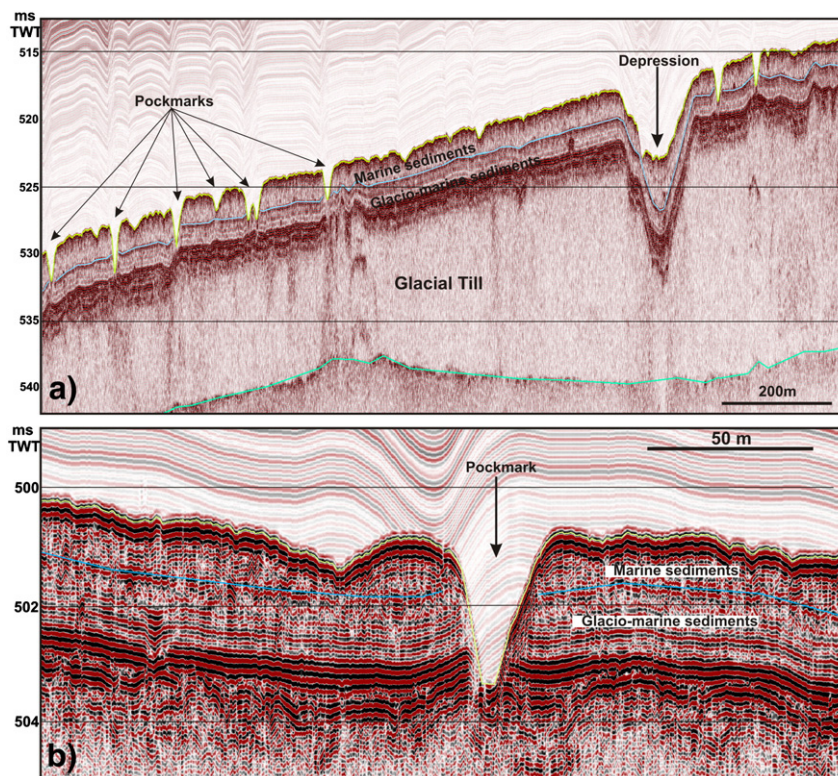 ms
TWT
515
Depression
Pockmarks
520
Marine sediments
525
Glacio-marine sediments
530
Glacial Till
535
540
a)
200m
ms
TWT
50 m
Pockmark
500
Marine sediments
502
Glacio-marine sediments
504
b)